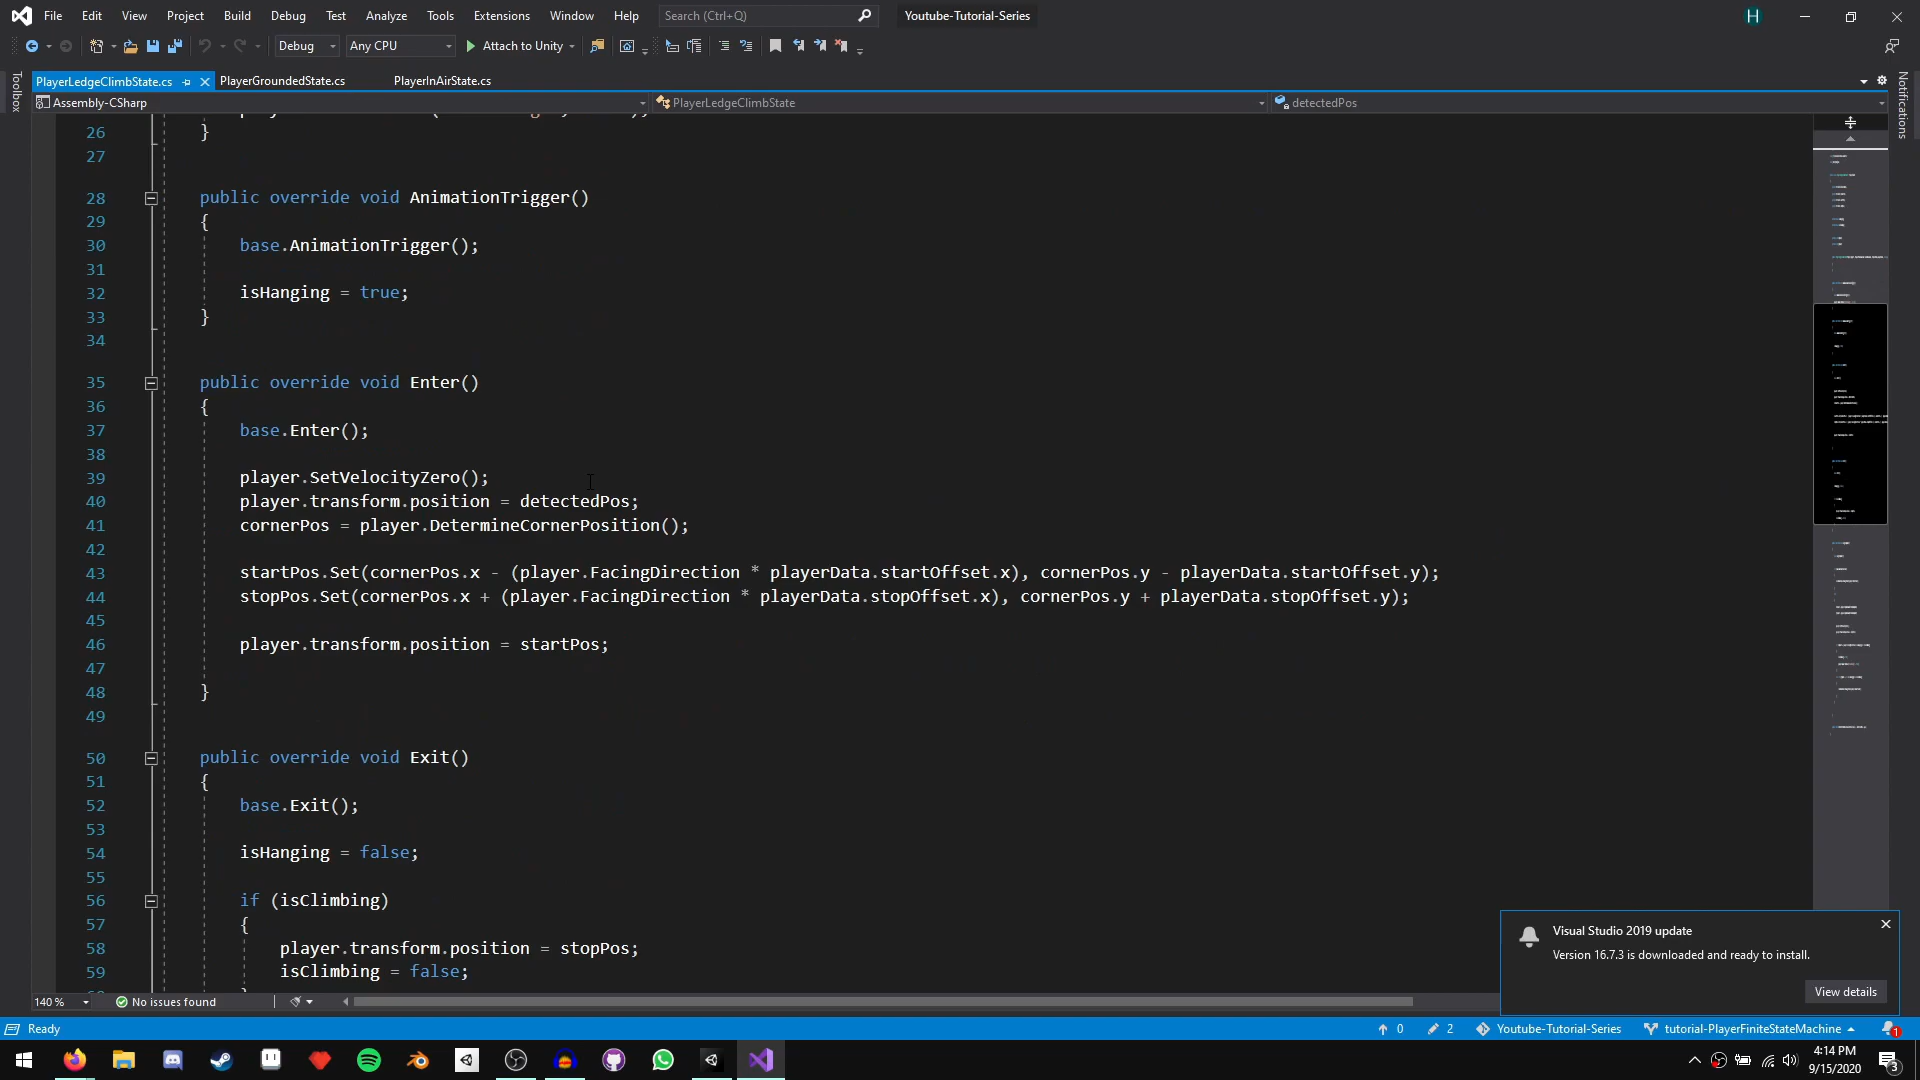 File Edit View Project Build Debug Test Analyze Tools Extensions Window Help Search (Ctrl+Q) Youtube-Tutorial-Series H
Debug Any CPU Attach to Unity
PlayerLedgeClimbState.cs PlayerGroundedState.cs PlayerInAirState.cs
Assembly-CSharp PlayerLedgeClimbState detectedPos
Toolbox
Notifications
26 }
27
28 public override void AnimationTrigger()
29 {
30 base.AnimationTrigger();
31
32 isHanging = true;
33 }
34
35 public override void Enter()
36 {
37 base.Enter();
38
39 player.SetVelocityZero();
40 player.transform.position = detectedPos;
41 cornerPos = player.DetermineCornerPosition();
42
43 startPos.Set(cornerPos.x - (player.FacingDirection * playerData.startOffset.x), cornerPos.y - playerData.startOffset.y);
44 stopPos.Set(cornerPos.x + (player.FacingDirection * playerData.stopOffset.x), cornerPos.y + playerData.stopOffset.y);
45
46 player.transform.position = startPos;
47
48 }
49
50 public override void Exit()
51 {
52 base.Exit();
53
54 isHanging = false;
55
56 if (isClimbing)
57 {
58 player.transform.position = stopPos;
59 isClimbing = false;
Visual Studio 2019 update
Version 16.7.3 is downloaded and ready to install.
View details
140 % No issues found
Ready 0 2 Youtube-Tutorial-Series tutorial-PlayerFiniteStateMachine 1
4:14 PM
9/15/2020
3